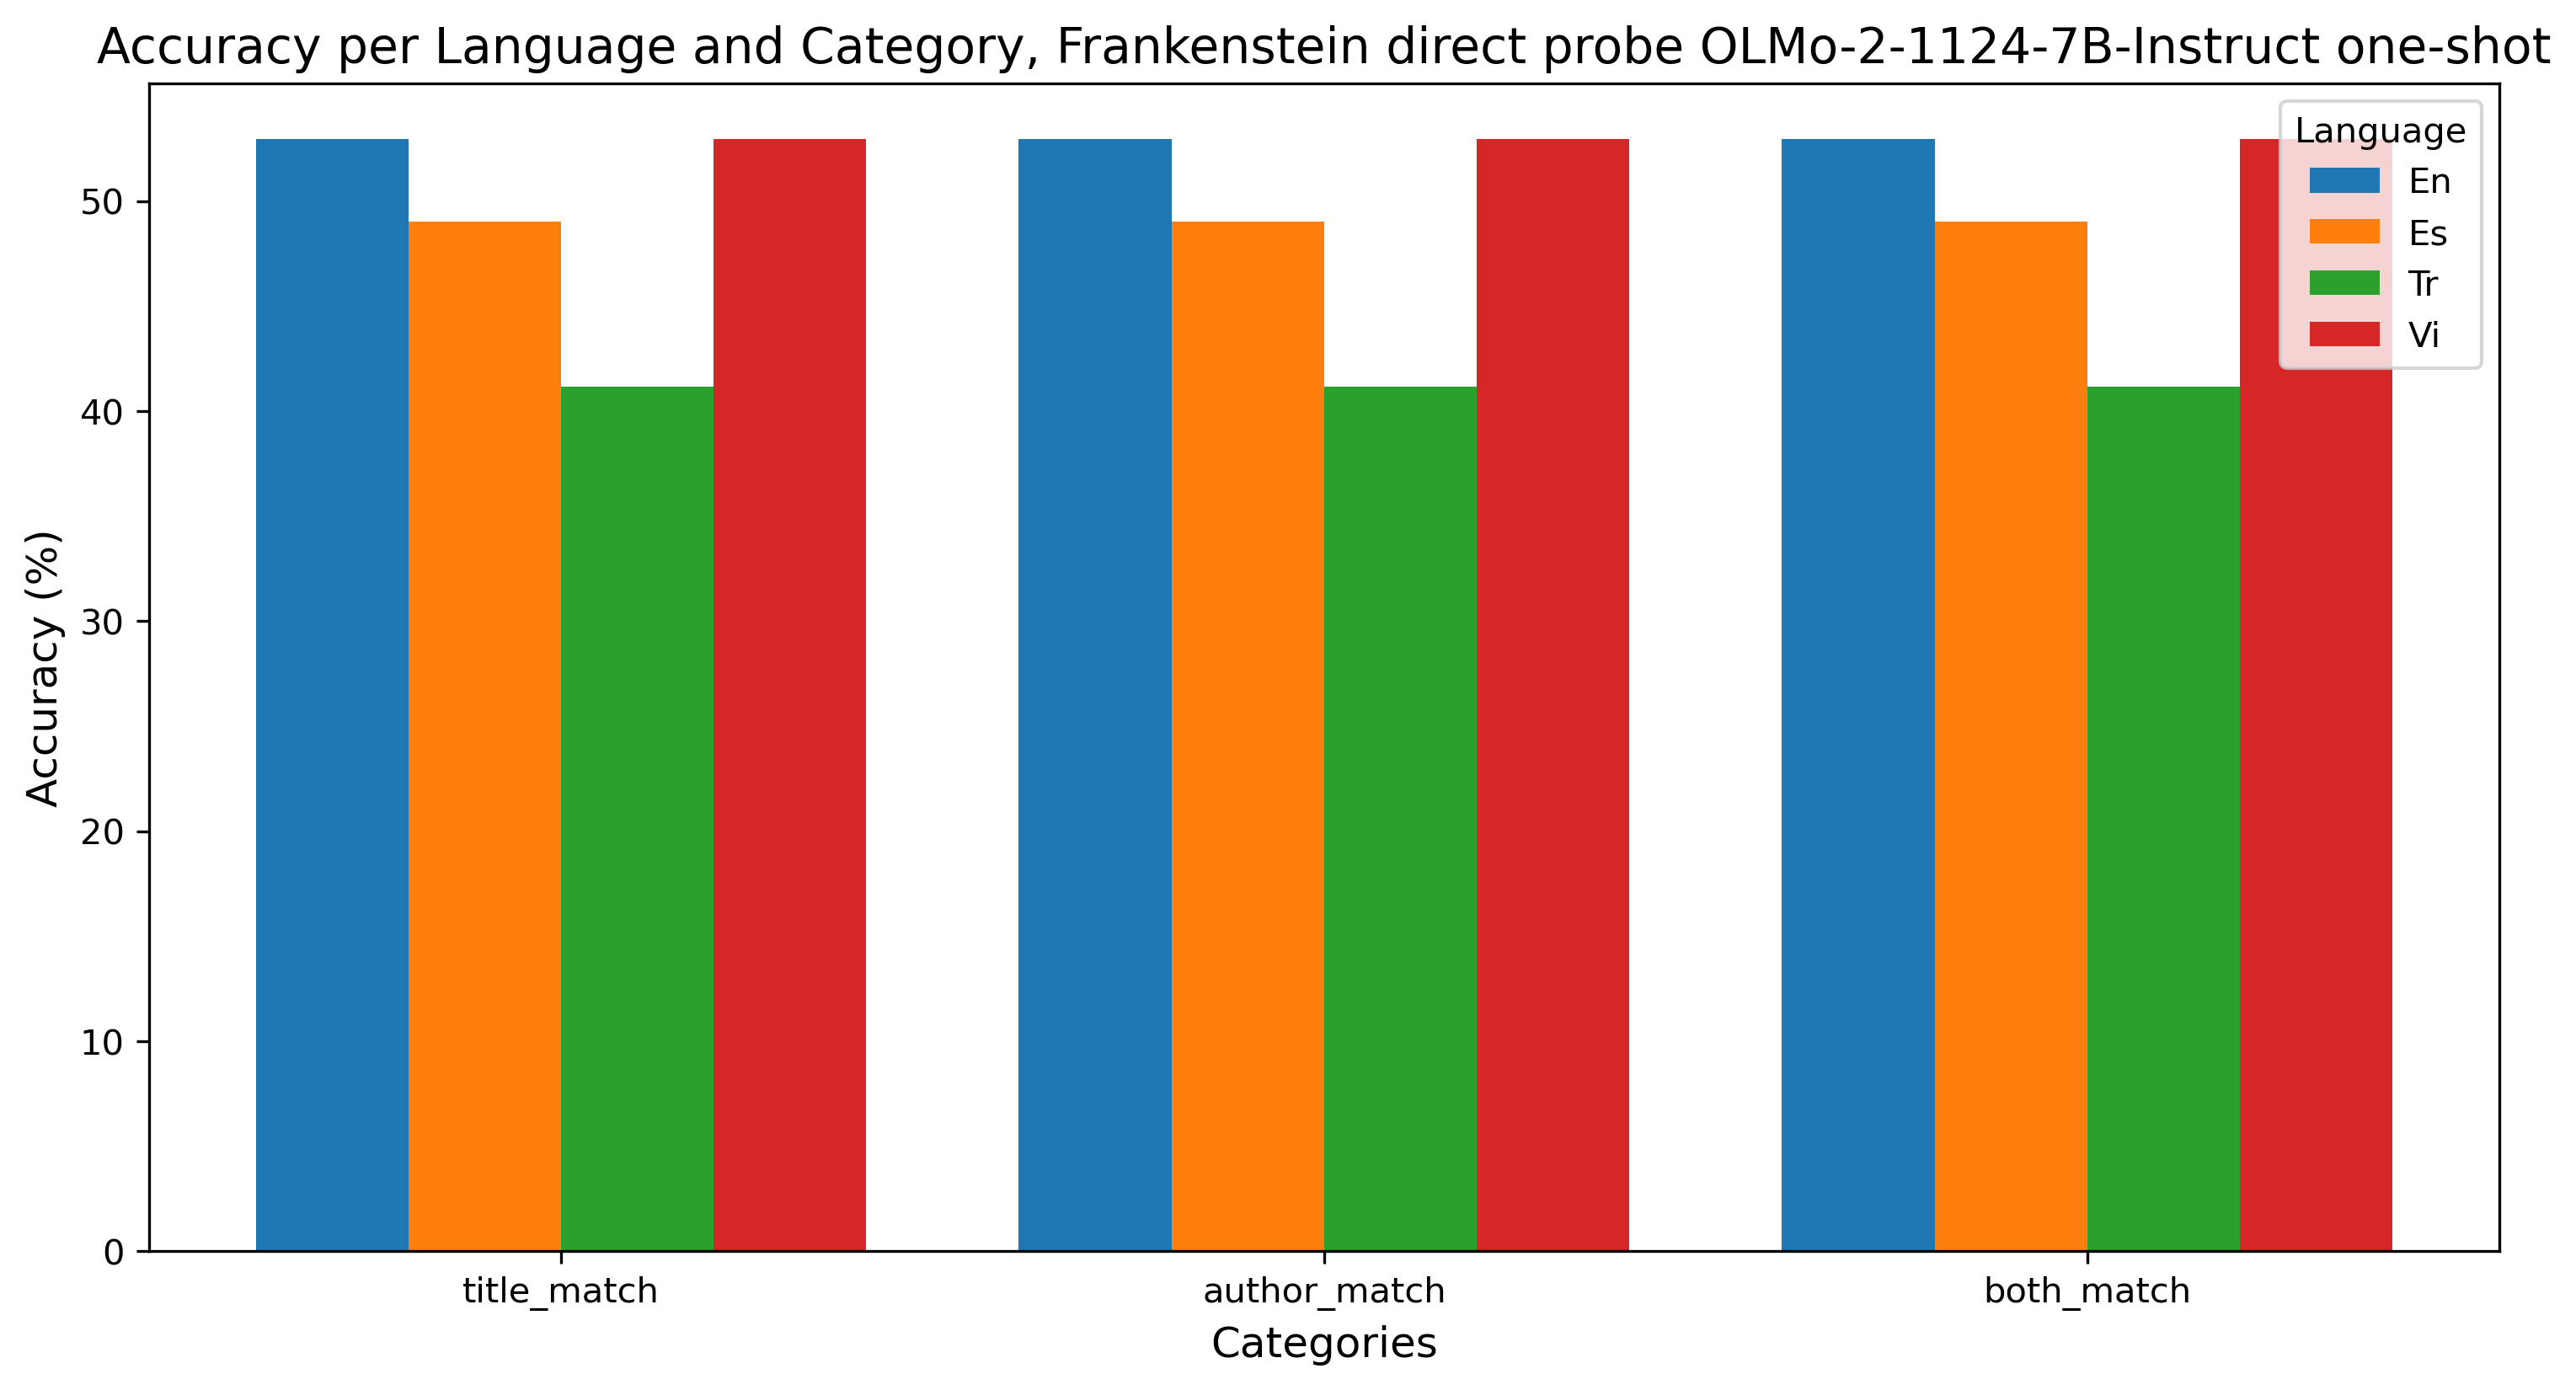 Accuracy per Language and Category, Frankenstein direct probe OLMo-2-1124-7B-Instruct one-shot
Language
En
Es
Tr
Vi
Accuracy (%)
50
40
30
20
10
0
title_match author_match both_match
Categories